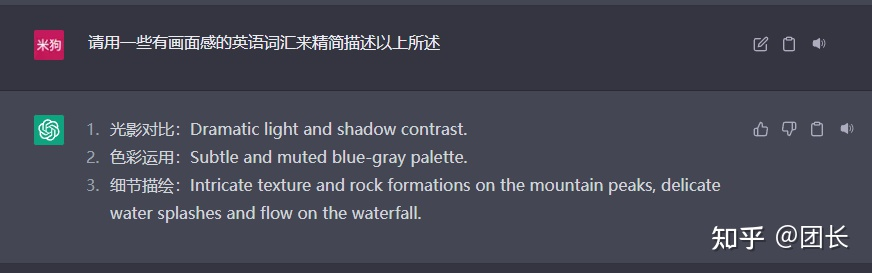 米狗
请用一些有画面感的英语词汇来精简描述以上所述
1. 光影对比：Dramatic light and shadow contrast.
2. 色彩运用：Subtle and muted blue-gray palette.
3. 细节描绘：Intricate texture and rock formations on the mountain peaks, delicate
water splashes and flow on the waterfall.
知乎 @团长